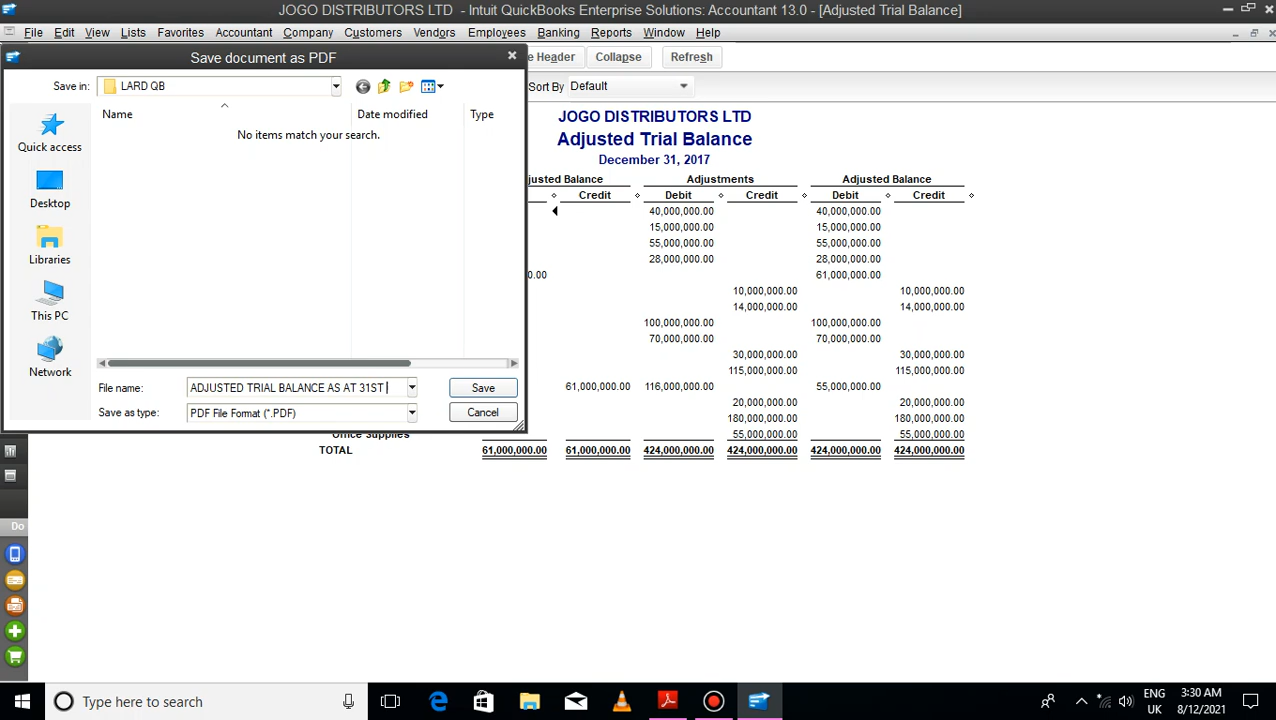 JOGO DISTRIBUTORS LTD - Intuit QuickBooks Enterprise Solutions: Accountant 13.0 - [Adjusted Trial Balance]
File Edit View Lists Favorites Accountant Company Customers Vendors Employees Banking Reports Window Help
Save document as PDF
e Header Collapse Refresh
Save in: LARD QB
Sort By Default
Name Date modified Type
No items match your search.
Quick access
Desktop
Libraries
This PC
Network
File name: ADJUSTED TRIAL BALANCE AS AT 31ST
Save
Save as type: PDF File Format (*.PDF)
Cancel
JOGO DISTRIBUTORS LTD
Adjusted Trial Balance
December 31, 2017
justed Balance Adjustments Adjusted Balance
Credit Debit Credit Debit Credit
40,000,000.00 40,000,000.00
15,000,000.00 15,000,000.00
55,000,000.00 55,000,000.00
28,000,000.00 28,000,000.00
0.00 61,000,000.00
10,000,000.00 10,000,000.00
14,000,000.00 14,000,000.00
100,000,000.00 100,000,000.00
70,000,000.00 70,000,000.00
30,000,000.00 30,000,000.00
115,000,000.00 115,000,000.00
61,000,000.00 116,000,000.00 55,000,000.00
20,000,000.00 20,000,000.00
180,000,000.00 180,000,000.00
Office Supplies 55,000,000.00 55,000,000.00
TOTAL 61,000,000.00 61,000,000.00 424,000,000.00 424,000,000.00 424,000,000.00 424,000,000.00
Do
Type here to search
ENG
UK
3:30 AM
8/12/2021